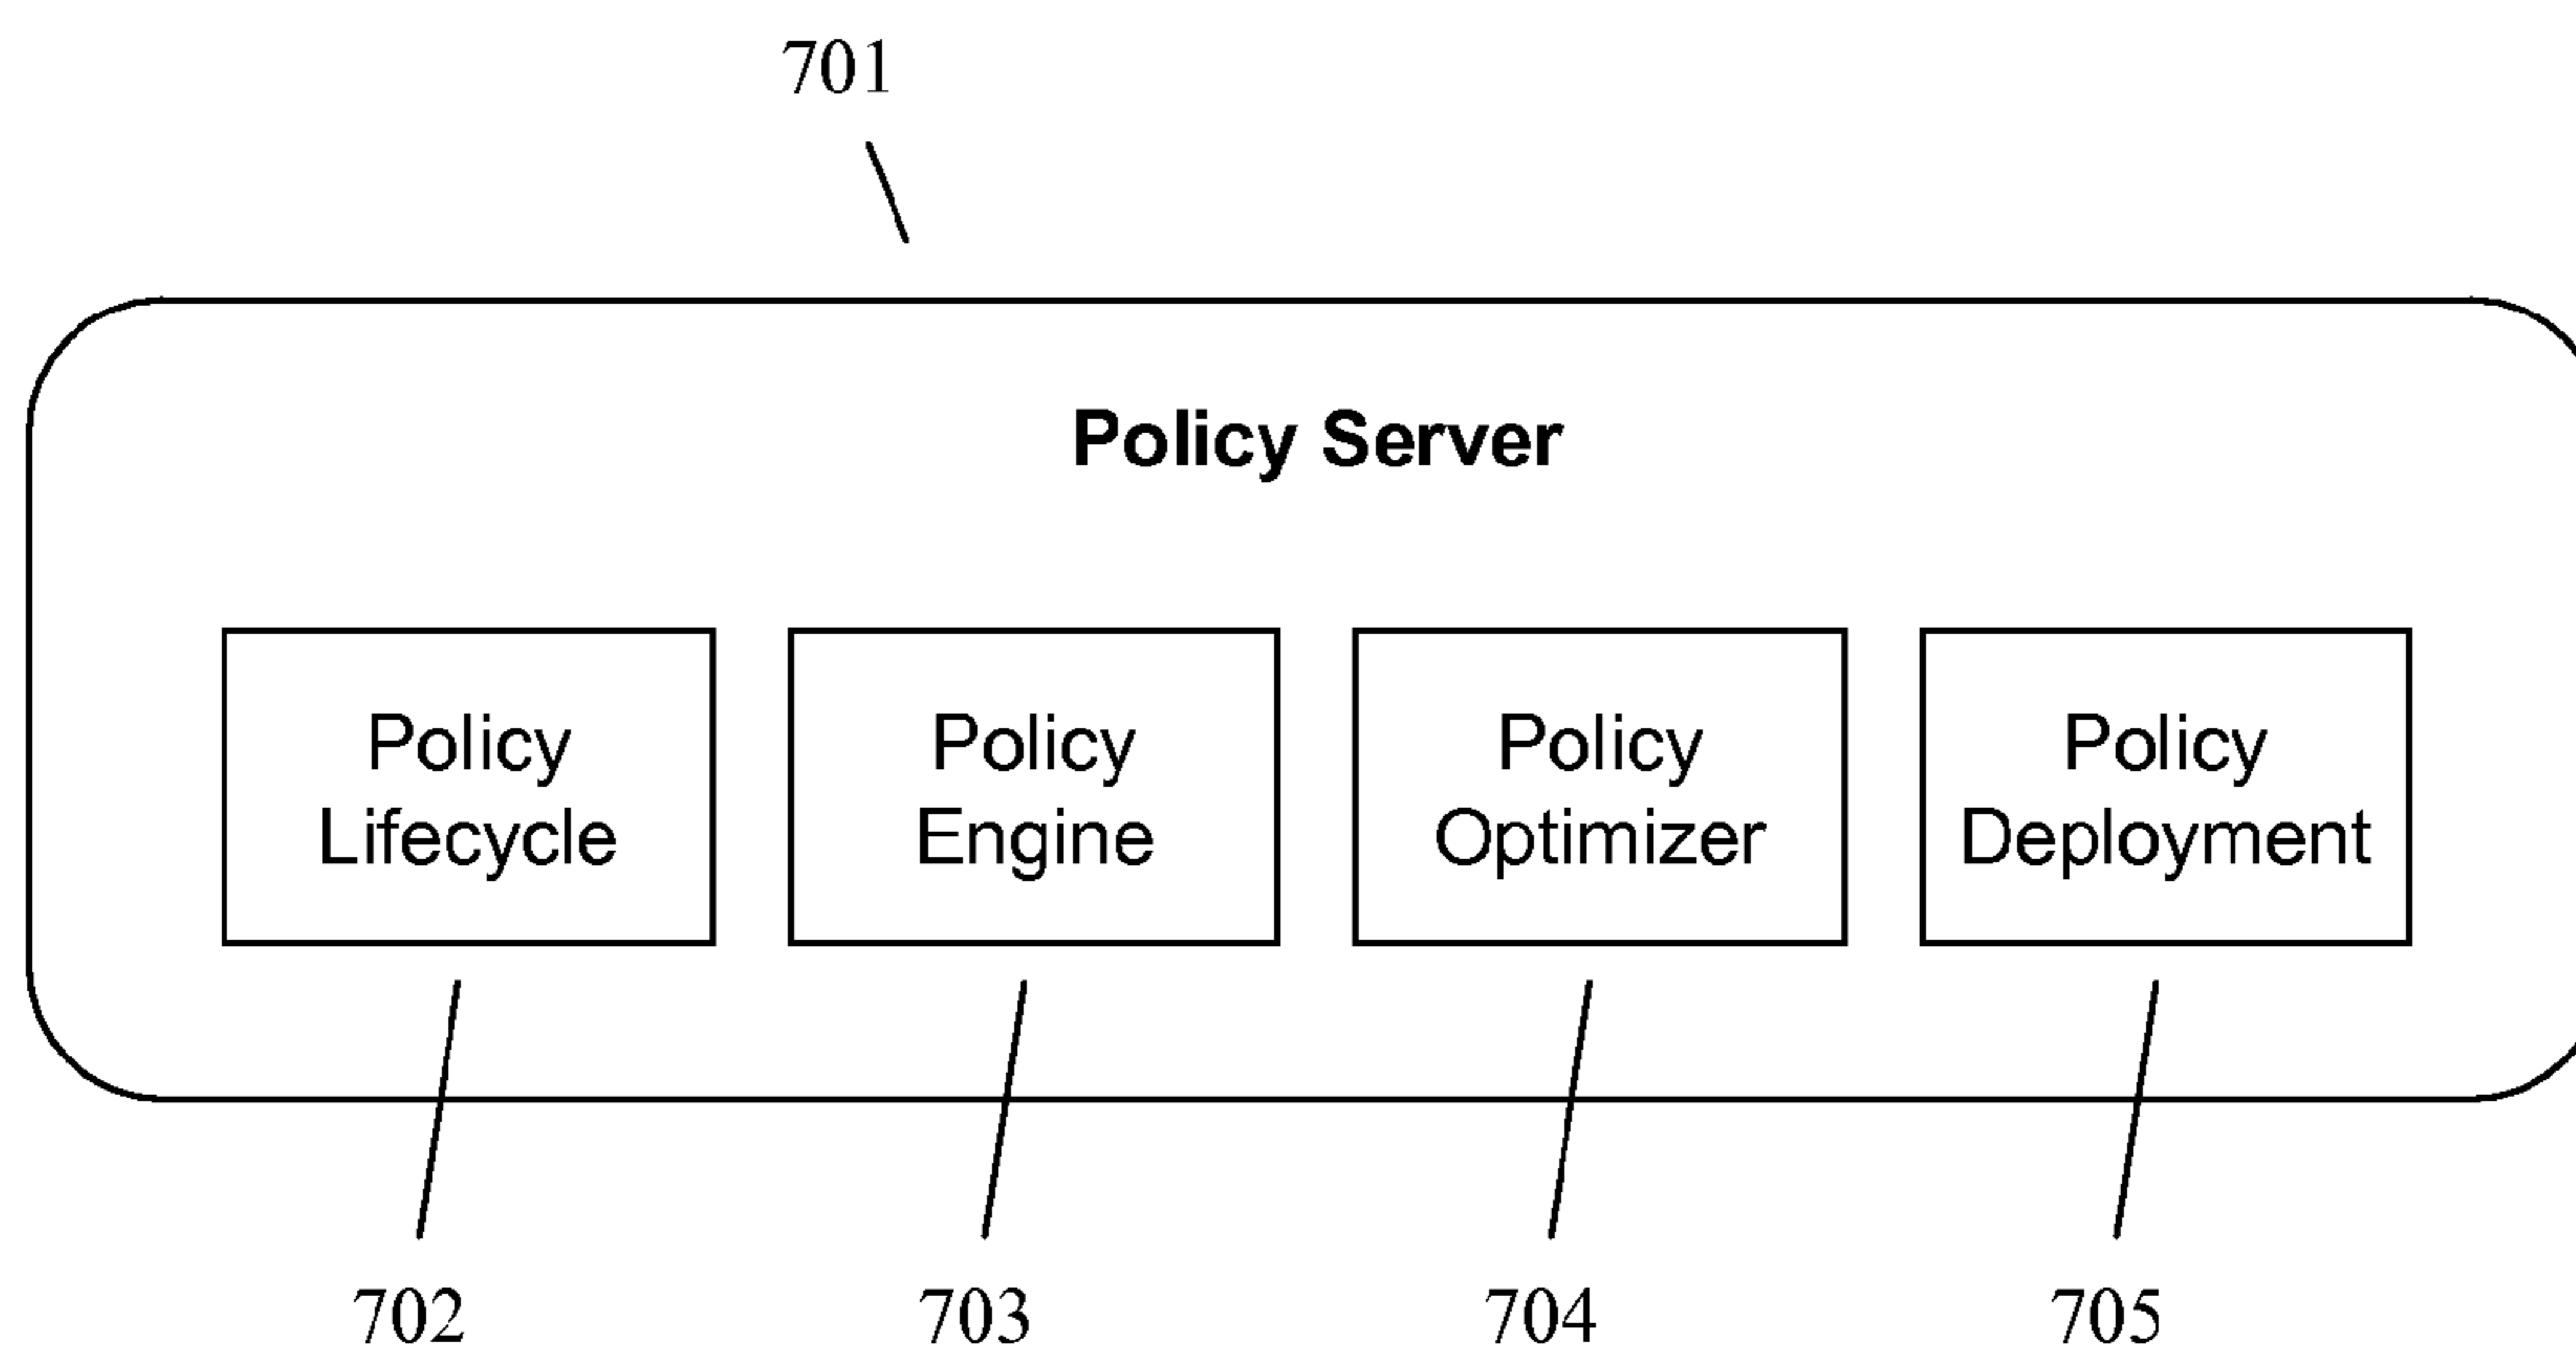 701
Policy Server
Policy
Lifecycle
Policy
Engine
Policy
Optimizer
Policy
Deployment
702
703
704
705